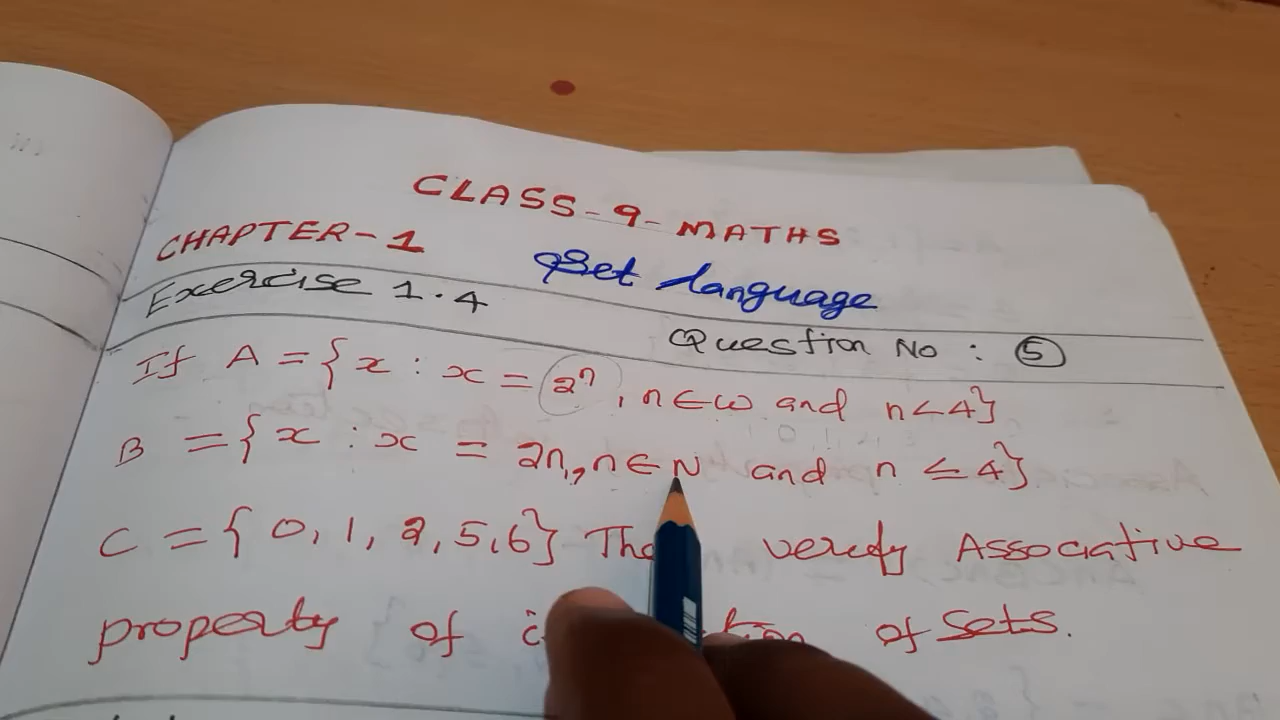 CLASS-9-MATHS
CHAPTER-1
Set language
Exercise 1.4
Question No : 5
If A = {x : x = 2ⁿ, n∈W and n<4}
B = {x : x = 2n, n∈N and n ≤ 4}
C = {0, 1, 2, 5, 6} verify Associative
property of of Sets.